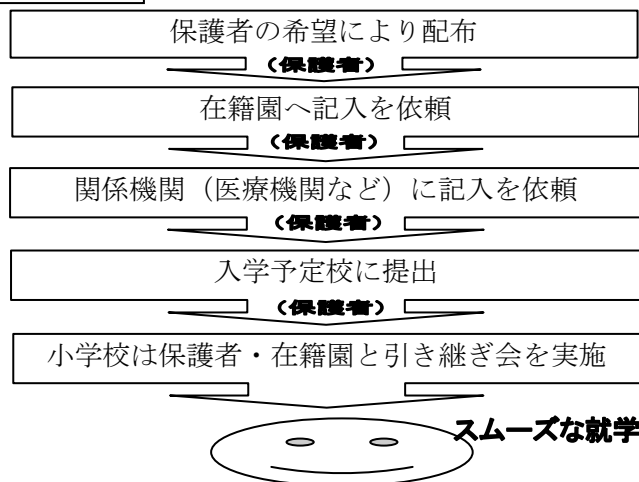 保護者の希望により配布
（保護者）
在籍園へ記入を依頼
（保護者）
関係機関（医療機関など）に記入を依頼
（保護者）
入学予定校に提出
（保護者）
小学校は保護者・在籍園と引き継ぎ会を実施
スムーズな就学